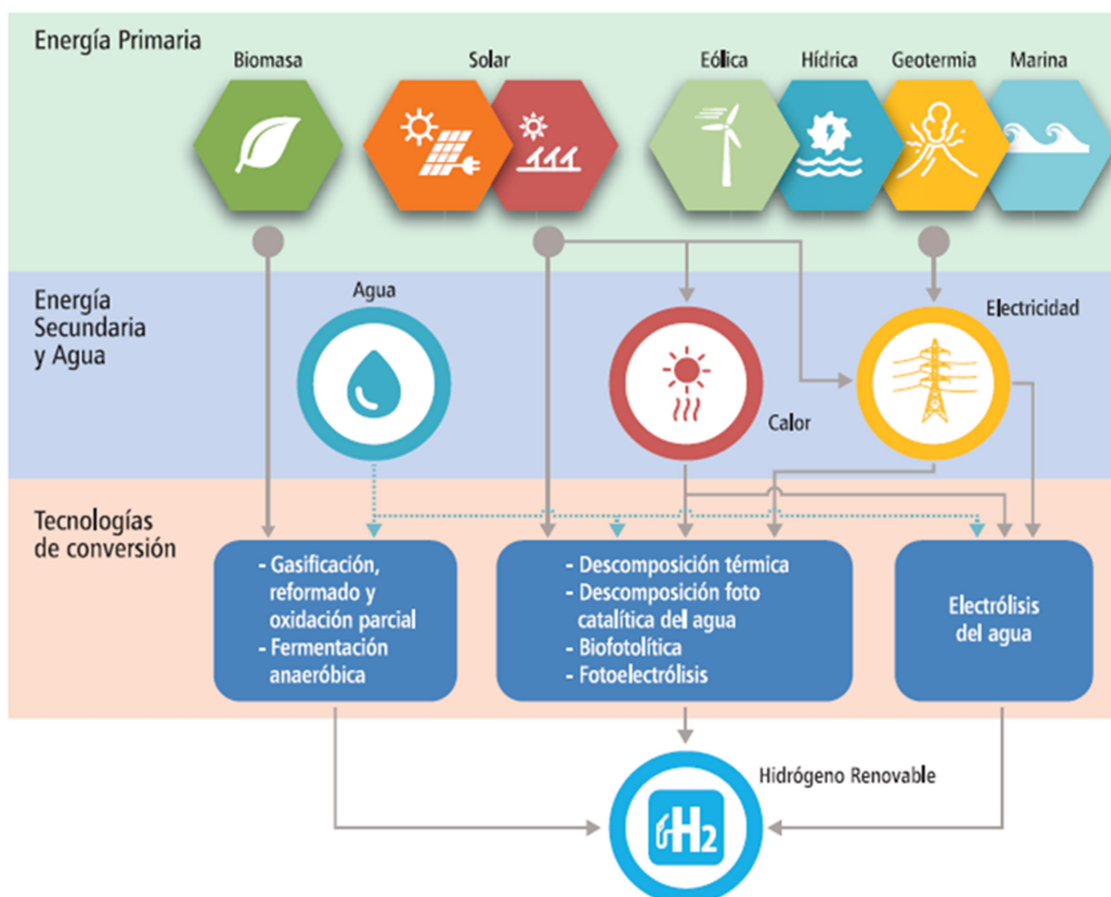 Energía Primaria
Biomasa
Solar
Eólica
Hídrica
Geotermia
Marina
Energía
Secundaria
y Agua
Agua
Calor
Electricidad
Tecnologías
de conversión
- Gasificación,
reformado y
oxidación parcial
- Fermentación
anaeróbica
- Descomposición térmica
- Descomposición foto
catalítica del agua
- Biofotolítica
- Fotoelectrólisis
Electrólisis
del agua
Hidrógeno Renovable
H2